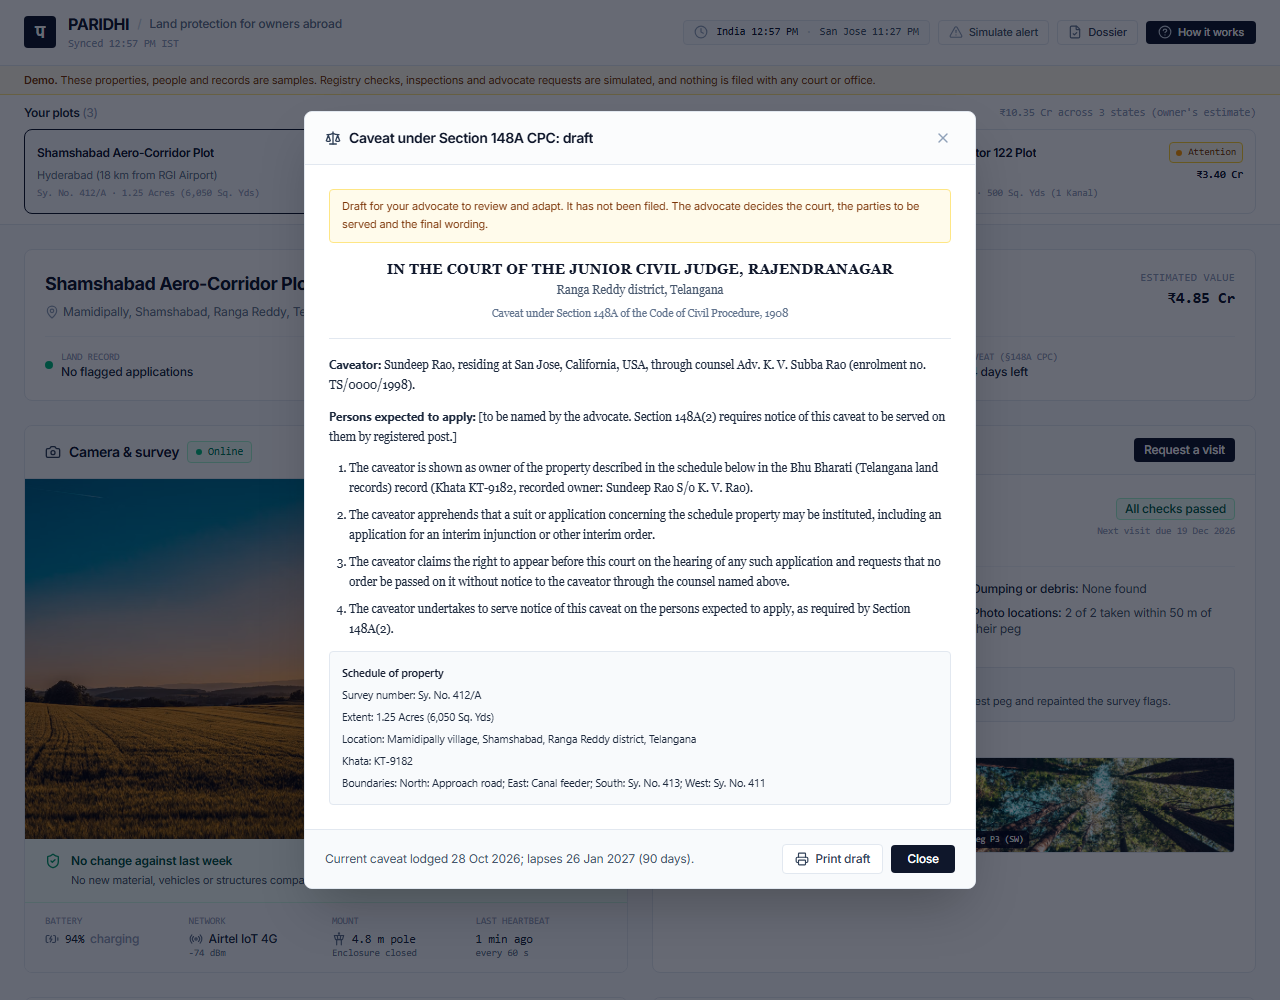 प
PARIDHI / Land protection for owners abroad
Synced 12:57 PM IST
India 12:57 PM · San Jose 11:27 PM
Simulate alert
Dossier
How it works
Demo. These properties, people and records are samples. Registry checks, inspections and advocate requests are simulated, and nothing is filed with any court or office.
Your plots (3)
₹10.35 Cr across 3 states (owner's estimate)
Shamshabad Aero-Corridor Plot
Hyderabad (18 km from RGI Airport)
Sy. No. 412/A · 1.25 Acres (6,050 Sq. Yds)
122 Plot
Attention
₹3.40 Cr
500 Sq. Yds (1 Kanal)
Shamshabad Aero-Corridor
Mamidipally, Shamshabad, Ranga Reddy,
LAND RECORD
No flagged applications
ESTIMATED VALUE
₹4.85 Cr
(§148A CPC)
days left
Camera & survey
Online
Request a visit
All checks passed
Next visit due 19 Dec 2026
Dumping or debris: None found
Photo locations: 2 of 2 taken within 50 m of
their peg
peg and repainted the survey flags.
P3 (SW)
No change against last week
No new material, vehicles or structures
BATTERY
94% charging
NETWORK
Airtel IoT 4G
-74 dBm
MOUNT
4.8 m pole
Enclosure closed
LAST HEARTBEAT
1 min ago
every 60 s
Caveat under Section 148A CPC: draft
Draft for your advocate to review and adapt. It has not been filed. The advocate decides the court, the parties to be
served and the final wording.
IN THE COURT OF THE JUNIOR CIVIL JUDGE, RAJENDRANAGAR
Ranga Reddy district, Telangana
Caveat under Section 148A of the Code of Civil Procedure, 1908
Caveator: Sundeep Rao, residing at San Jose, California, USA, through counsel Adv. K. V. Subba Rao (enrolment no.
TS/0000/1998).
Persons expected to apply: [to be named by the advocate. Section 148A(2) requires notice of this caveat to be served on
them by registered post.]
1. The caveator is shown as owner of the property described in the schedule below in the Bhu Bharati (Telangana land
records) record (Khata KT-9182, recorded owner: Sundeep Rao S/o K. V. Rao).
2. The caveator apprehends that a suit or application concerning the schedule property may be instituted, including an
application for an interim injunction or other interim order.
3. The caveator claims the right to appear before this court on the hearing of any such application and requests that no
order be passed on it without notice to the caveator through the counsel named above.
4. The caveator undertakes to serve notice of this caveat on the persons expected to apply, as required by Section
148A(2).
Schedule of property
Survey number: Sy. No. 412/A
Extent: 1.25 Acres (6,050 Sq. Yds)
Location: Mamidipally village, Shamshabad, Ranga Reddy district, Telangana
Khata: KT-9182
Boundaries: North: Approach road; East: Canal feeder; South: Sy. No. 413; West: Sy. No. 411
Current caveat lodged 28 Oct 2026; lapses 26 Jan 2027 (90 days).
Print draft
Close